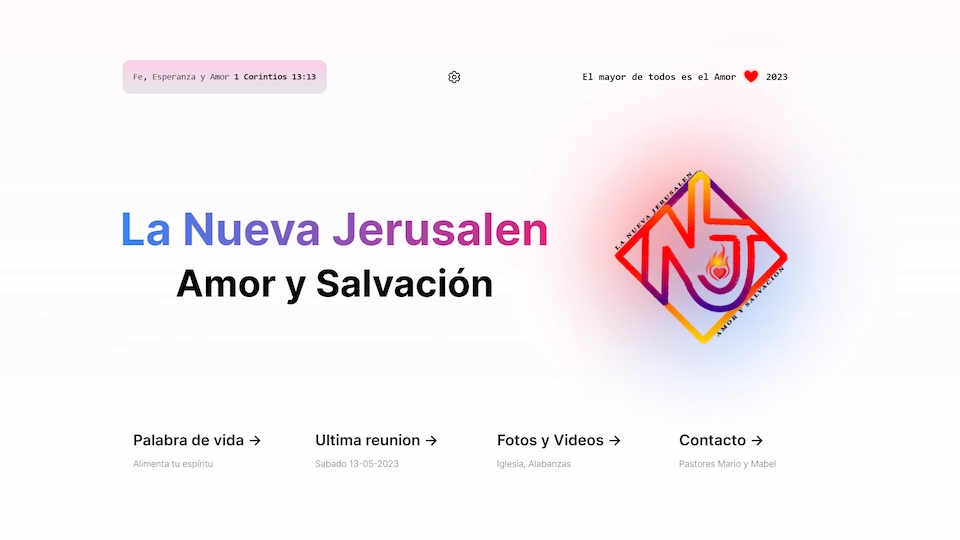 Fe, Esperanza y Amor 1 Corintios 13:13
El mayor de todos es el Amor ❤️ 2023
La Nueva Jerusalen
Amor y Salvación
LA NUEVA JERUSALEN
NJ
AMOR Y SALVACIÓN
Palabra de vida →
Alimenta tu espíritu
Ultima reunion →
Sabado 13-05-2023
Fotos y Videos →
Iglesia, Alabanzas
Contacto →
Pastores Mario y Mabel